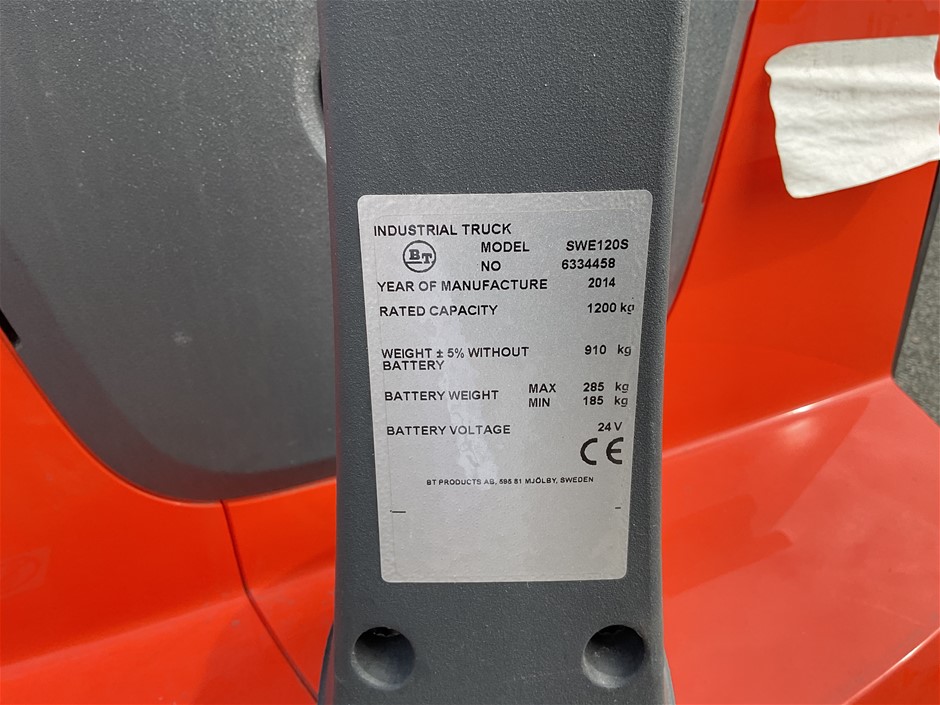 INDUSTRIAL TRUCK
BT MODEL SWE120S
NO 6334458
YEAR OF MANUFACTURE 2014
RATED CAPACITY 1200 kg
WEIGHT ± 5% WITHOUT 910 kg
BATTERY
BATTERY WEIGHT MAX 285 kg
MIN 185 kg
BATTERY VOLTAGE 24 V
CE
BT PRODUCTS AB, 595 81 MJÖLBY, SWEDEN